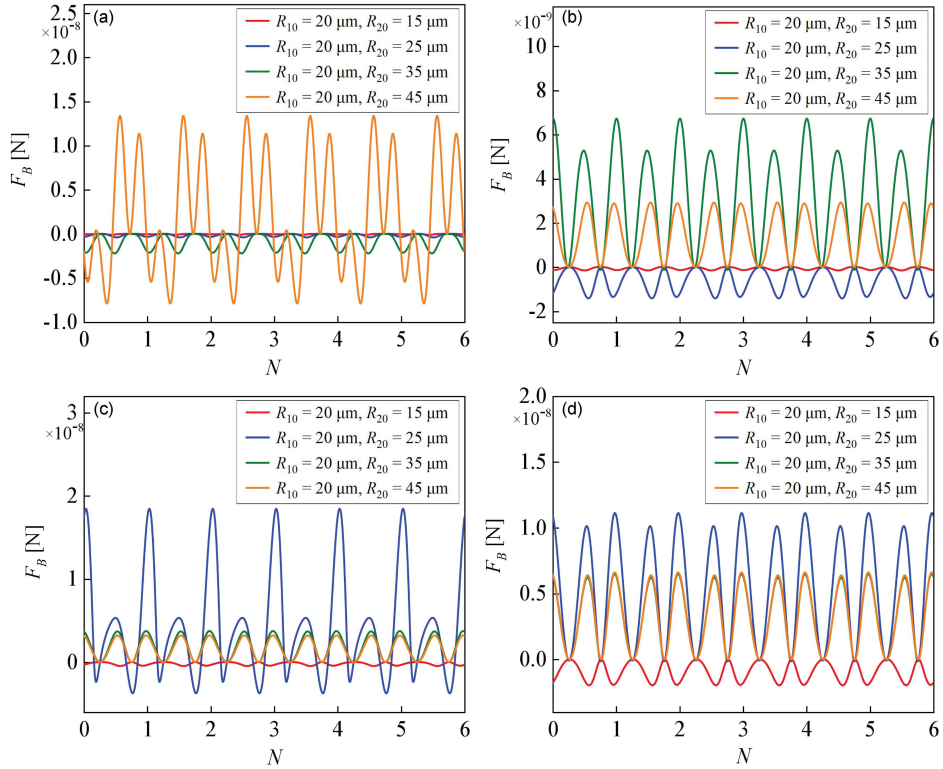 (a)
2.5
×10⁻⁸
2.0
1.5
1.0
0.5
0.0
-0.5
-1.0
F_B [N]
R₁₀ = 20 μm, R₂₀ = 15 μm
R₁₀ = 20 μm, R₂₀ = 25 μm
R₁₀ = 20 μm, R₂₀ = 35 μm
R₁₀ = 20 μm, R₂₀ = 45 μm
0 1 2 3 4 5 6
N
(b)
×10⁻⁹
10
8
6
4
2
0
-2
F_B [N]
R₁₀ = 20 μm, R₂₀ = 15 μm
R₁₀ = 20 μm, R₂₀ = 25 μm
R₁₀ = 20 μm, R₂₀ = 35 μm
R₁₀ = 20 μm, R₂₀ = 45 μm
0 1 2 3 4 5 6
N
(c)
3
×10⁻⁸
2
1
0
F_B [N]
R₁₀ = 20 μm, R₂₀ = 15 μm
R₁₀ = 20 μm, R₂₀ = 25 μm
R₁₀ = 20 μm, R₂₀ = 35 μm
R₁₀ = 20 μm, R₂₀ = 45 μm
0 1 2 3 4 5 6
N
(d)
2.0
×10⁻⁸
1.5
1.0
0.5
0.0
F_B [N]
R₁₀ = 20 μm, R₂₀ = 15 μm
R₁₀ = 20 μm, R₂₀ = 25 μm
R₁₀ = 20 μm, R₂₀ = 35 μm
R₁₀ = 20 μm, R₂₀ = 45 μm
0 1 2 3 4 5 6
N